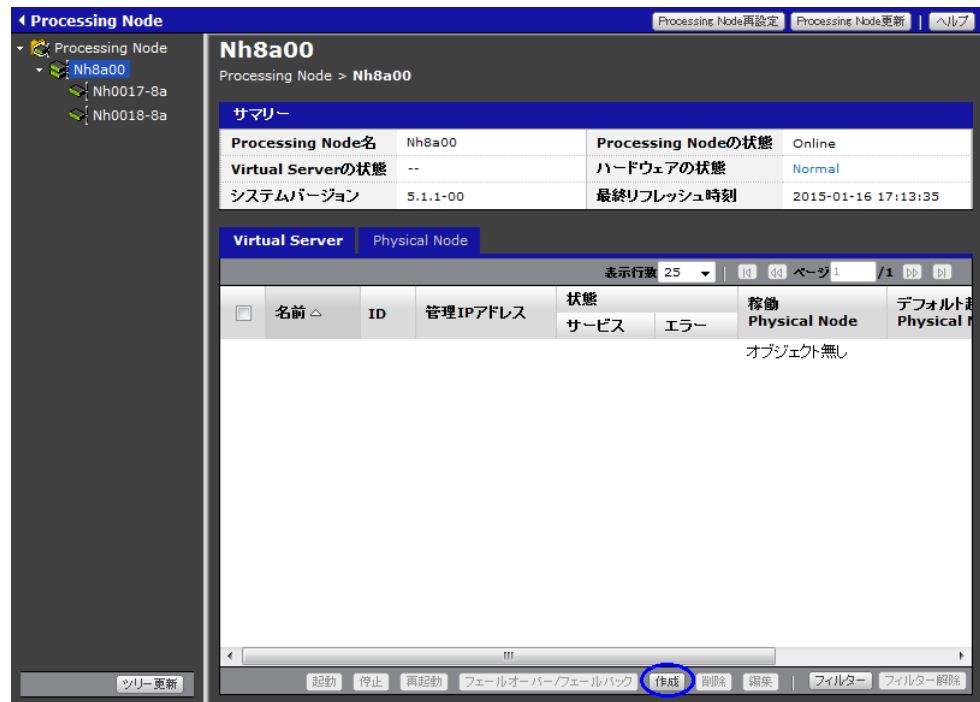 Processing Node
Processing Node再設定
Processing Node更新
ヘルプ
Processing Node
Nh8a00
Nh0017-8a
Nh0018-8a
ツリー更新
Nh8a00
Processing Node > Nh8a00
サマリー
Processing Node名 Nh8a00 Processing Nodeの状態 Online
Virtual Serverの状態 -- ハードウェアの状態 Normal
システムバージョン 5.1.1-00 最終リフレッシュ時刻 2015-01-16 17:13:35
Virtual Server Physical Node
表示行数 25 ページ 1 /1
名前 ID 管理IPアドレス 状態 サービス エラー 稼働 Physical Node デフォルト Physical
オブジェクト無し
起動 停止 再起動 フェールオーバー/フェールバック 作成 削除 編集 フィルター フィルター解除